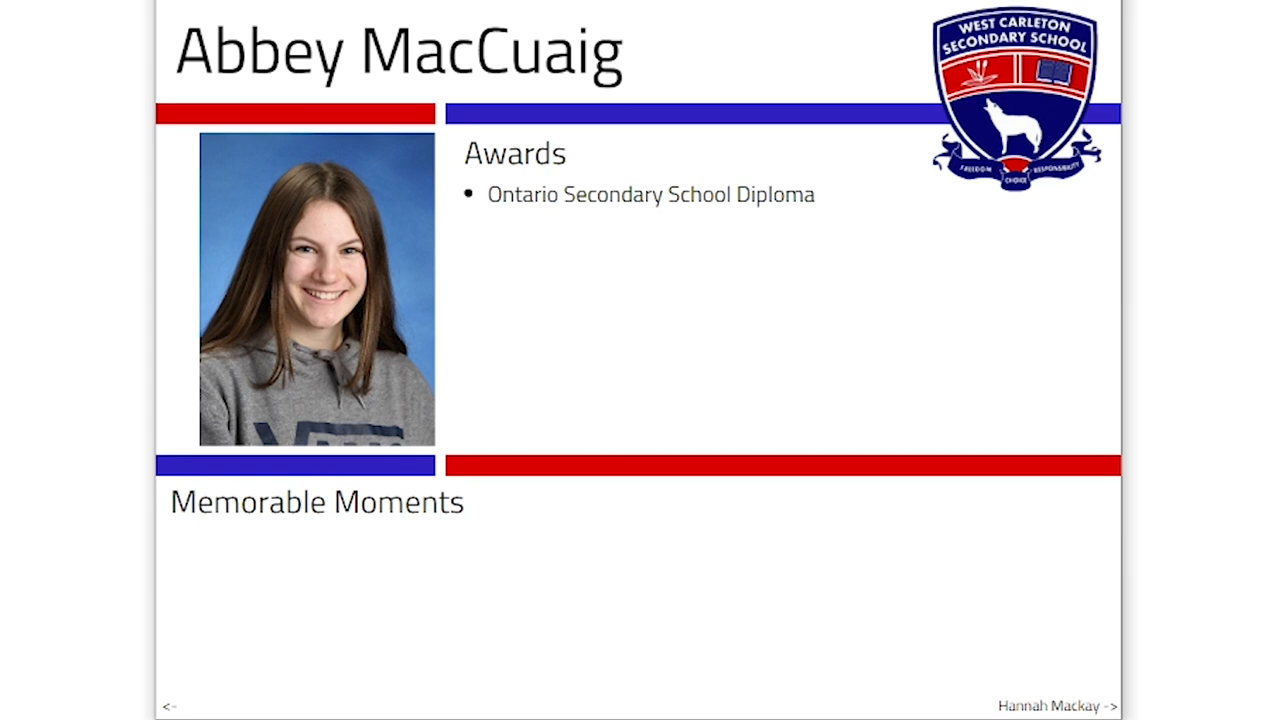 Abbey MacCuaig
WEST CARLETON
SECONDARY SCHOOL
Awards
• Ontario Secondary School Diploma
FREEDOM
CHOICE
RESPONSIBILITY
Memorable Moments
<-
Hannah Mackay ->